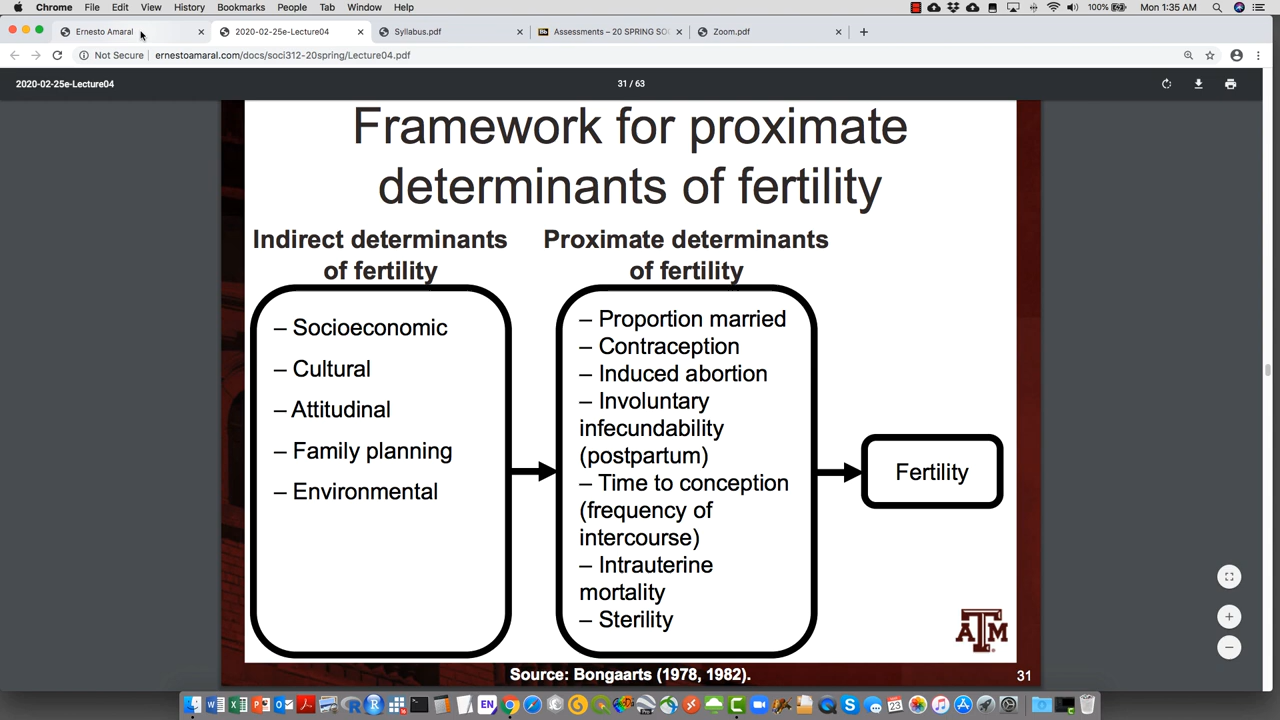 Chrome File Edit View History Bookmarks People Tab Window Help 100% Mon 1:35 AM
Ernesto Amaral 2020-02-25e-Lecture04 Syllabus.pdf Bb Assessments – 20 SPRING SO Zoom.pdf
Not Secure ernestoamaral.com/docs/soci312-20spring/Lecture04.pdf
2020-02-25e-Lecture04 31 / 63
Framework for proximate
determinants of fertility
Indirect determinants
of fertility
– Socioeconomic
– Cultural
– Attitudinal
– Family planning
– Environmental
Proximate determinants
of fertility
– Proportion married
– Contraception
– Induced abortion
– Involuntary
infecundability
(postpartum)
– Time to conception
(frequency of
intercourse)
– Intrauterine
mortality
– Sterility
Fertility
ATM
Source: Bongaarts (1978, 1982).
31
EN